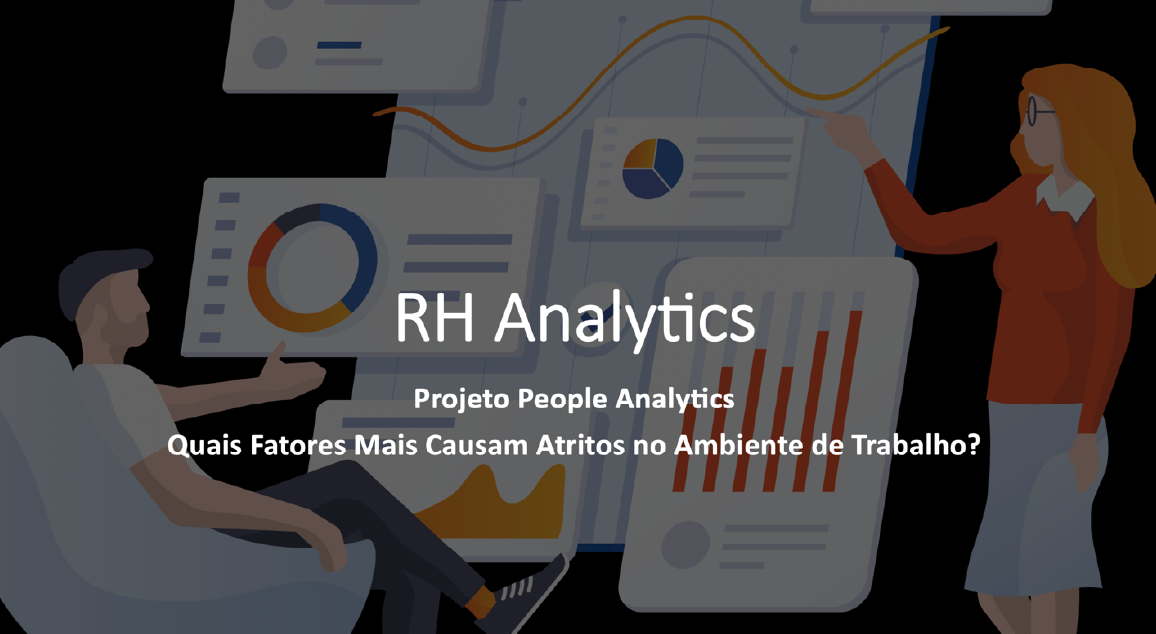 RH Analytics
Projeto People Analytics
Quais Fatores Mais Causam Atritos no Ambiente de Trabalho?